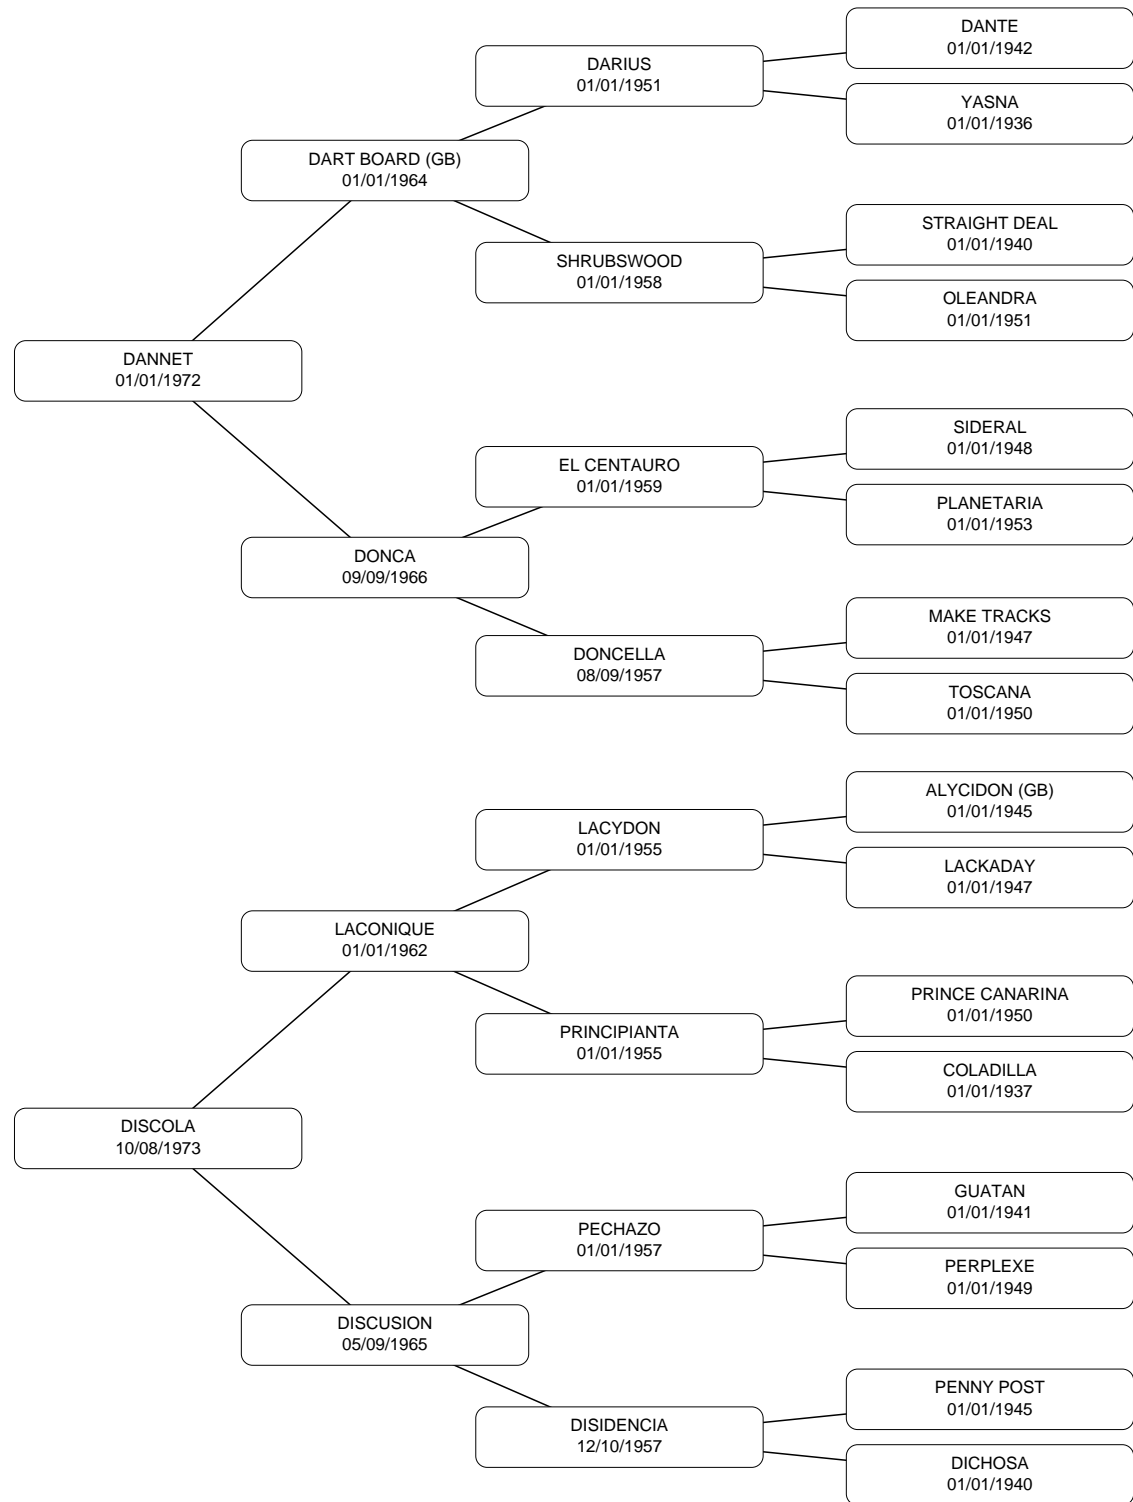 DANTE
01/01/1942
DARIUS
01/01/1951
YASNA
01/01/1936
DART BOARD (GB)
01/01/1964
STRAIGHT DEAL
01/01/1940
SHRUBSWOOD
01/01/1958
OLEANDRA
01/01/1951
DANNET
01/01/1972
SIDERAL
01/01/1948
EL CENTAURO
01/01/1959
PLANETARIA
01/01/1953
DONCA
09/09/1966
MAKE TRACKS
01/01/1947
DONCELLA
08/09/1957
TOSCANA
01/01/1950
ALYCIDON (GB)
01/01/1945
LACYDON
01/01/1955
LACKADAY
01/01/1947
LACONIQUE
01/01/1962
PRINCE CANARINA
01/01/1950
PRINCIPIANTA
01/01/1955
COLADILLA
01/01/1937
DISCOLA
10/08/1973
GUATAN
01/01/1941
PECHAZO
01/01/1957
PERPLEXE
01/01/1949
DISCUSION
05/09/1965
PENNY POST
01/01/1945
DISIDENCIA
12/10/1957
DICHOSA
01/01/1940